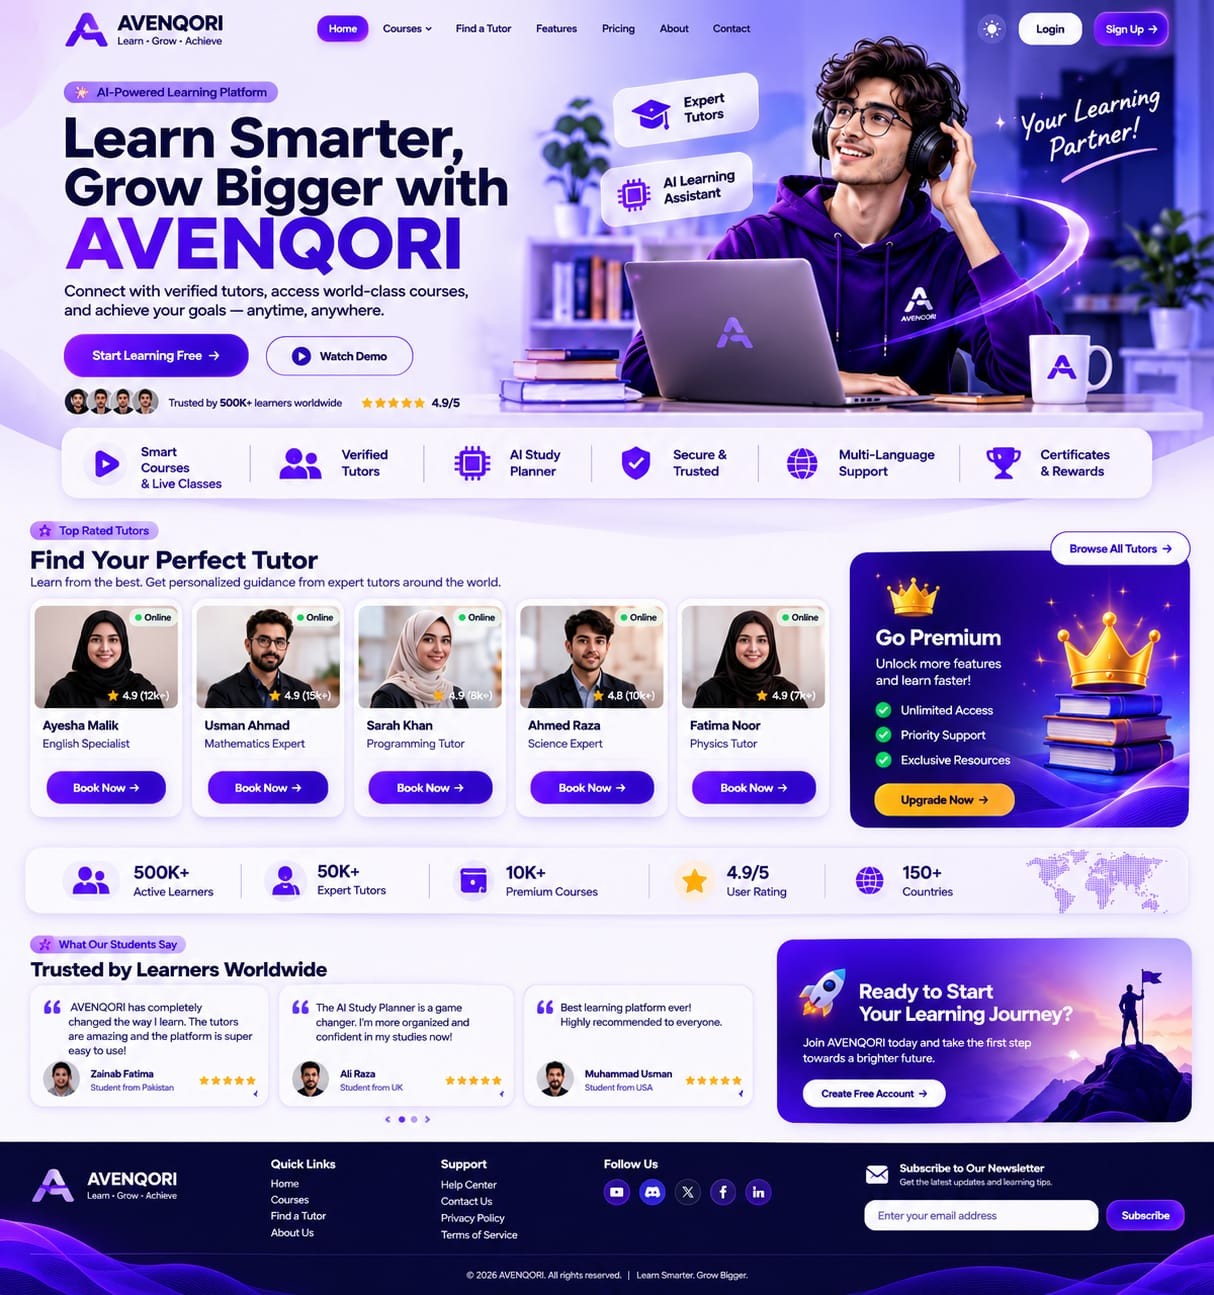 AVENQORI
Learn • Grow • Achieve
Home
Courses
Find a Tutor
Features
Pricing
About
Contact
Login
Sign Up →
AI-Powered Learning Platform
Learn Smarter,
Grow Bigger with
AVENQORI
Connect with verified tutors, access world-class courses,
and achieve your goals — anytime, anywhere.
Start Learning Free →
Watch Demo
Trusted by 500K+ learners worldwide
4.9/5
Expert
Tutors
AI Learning
Assistant
Your Learning
Partner!
AVENCORI
Smart
Courses
& Live Classes
Verified
Tutors
AI Study
Planner
Secure &
Trusted
Multi-Language
Support
Certificates
& Rewards
Top Rated Tutors
Find Your Perfect Tutor
Learn from the best. Get personalized guidance from expert tutors around the world.
Browse All Tutors →
Online
4.9 (12k+)
Ayesha Malik
English Specialist
Book Now →
Online
4.9 (15k+)
Usman Ahmad
Mathematics Expert
Book Now →
Online
4.9 (8k+)
Sarah Khan
Programming Tutor
Book Now →
Online
4.8 (10k+)
Ahmed Raza
Science Expert
Book Now →
Online
4.9 (7k+)
Fatima Noor
Physics Tutor
Book Now →
Go Premium
Unlock more features
and learn faster!
Unlimited Access
Priority Support
Exclusive Resources
Upgrade Now →
500K+
Active Learners
50K+
Expert Tutors
10K+
Premium Courses
4.9/5
User Rating
150+
Countries
What Our Students Say
Trusted by Learners Worldwide
AVENQORI has completely
changed the way I learn. The tutors
are amazing and the platform is super
easy to use!
Zainab Fatima
Student from Pakistan
The AI Study Planner is a game
changer. I'm more organized and
confident in my studies now!
Ali Raza
Student from UK
Best learning platform ever!
Highly recommended to everyone.
Muhammad Usman
Student from USA
Ready to Start
Your Learning Journey?
Join AVENQORI today and take the first step
towards a brighter future.
Create Free Account →
AVENQORI
Learn • Grow • Achieve
Quick Links
Home
Courses
Find a Tutor
About Us
Support
Help Center
Contact Us
Privacy Policy
Terms of Service
Follow Us
Subscribe to Our Newsletter
Get the latest updates and learning tips.
Enter your email address
Subscribe
© 2026 AVENQORI. All rights reserved. | Learn Smarter. Grow Bigger.